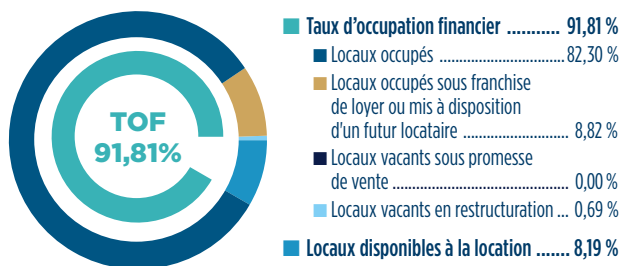 TOF
91,81%
Taux d'occupation financier ........... 91,81 %
Locaux occupés ................................ 82,30 %
Locaux occupés sous franchise
de loyer ou mis à disposition
d'un futur locataire ........................... 8,82 %
Locaux vacants sous promesse
de vente ............................................. 0,00 %
Locaux vacants en restructuration ... 0,69 %
Locaux disponibles à la location ....... 8,19 %